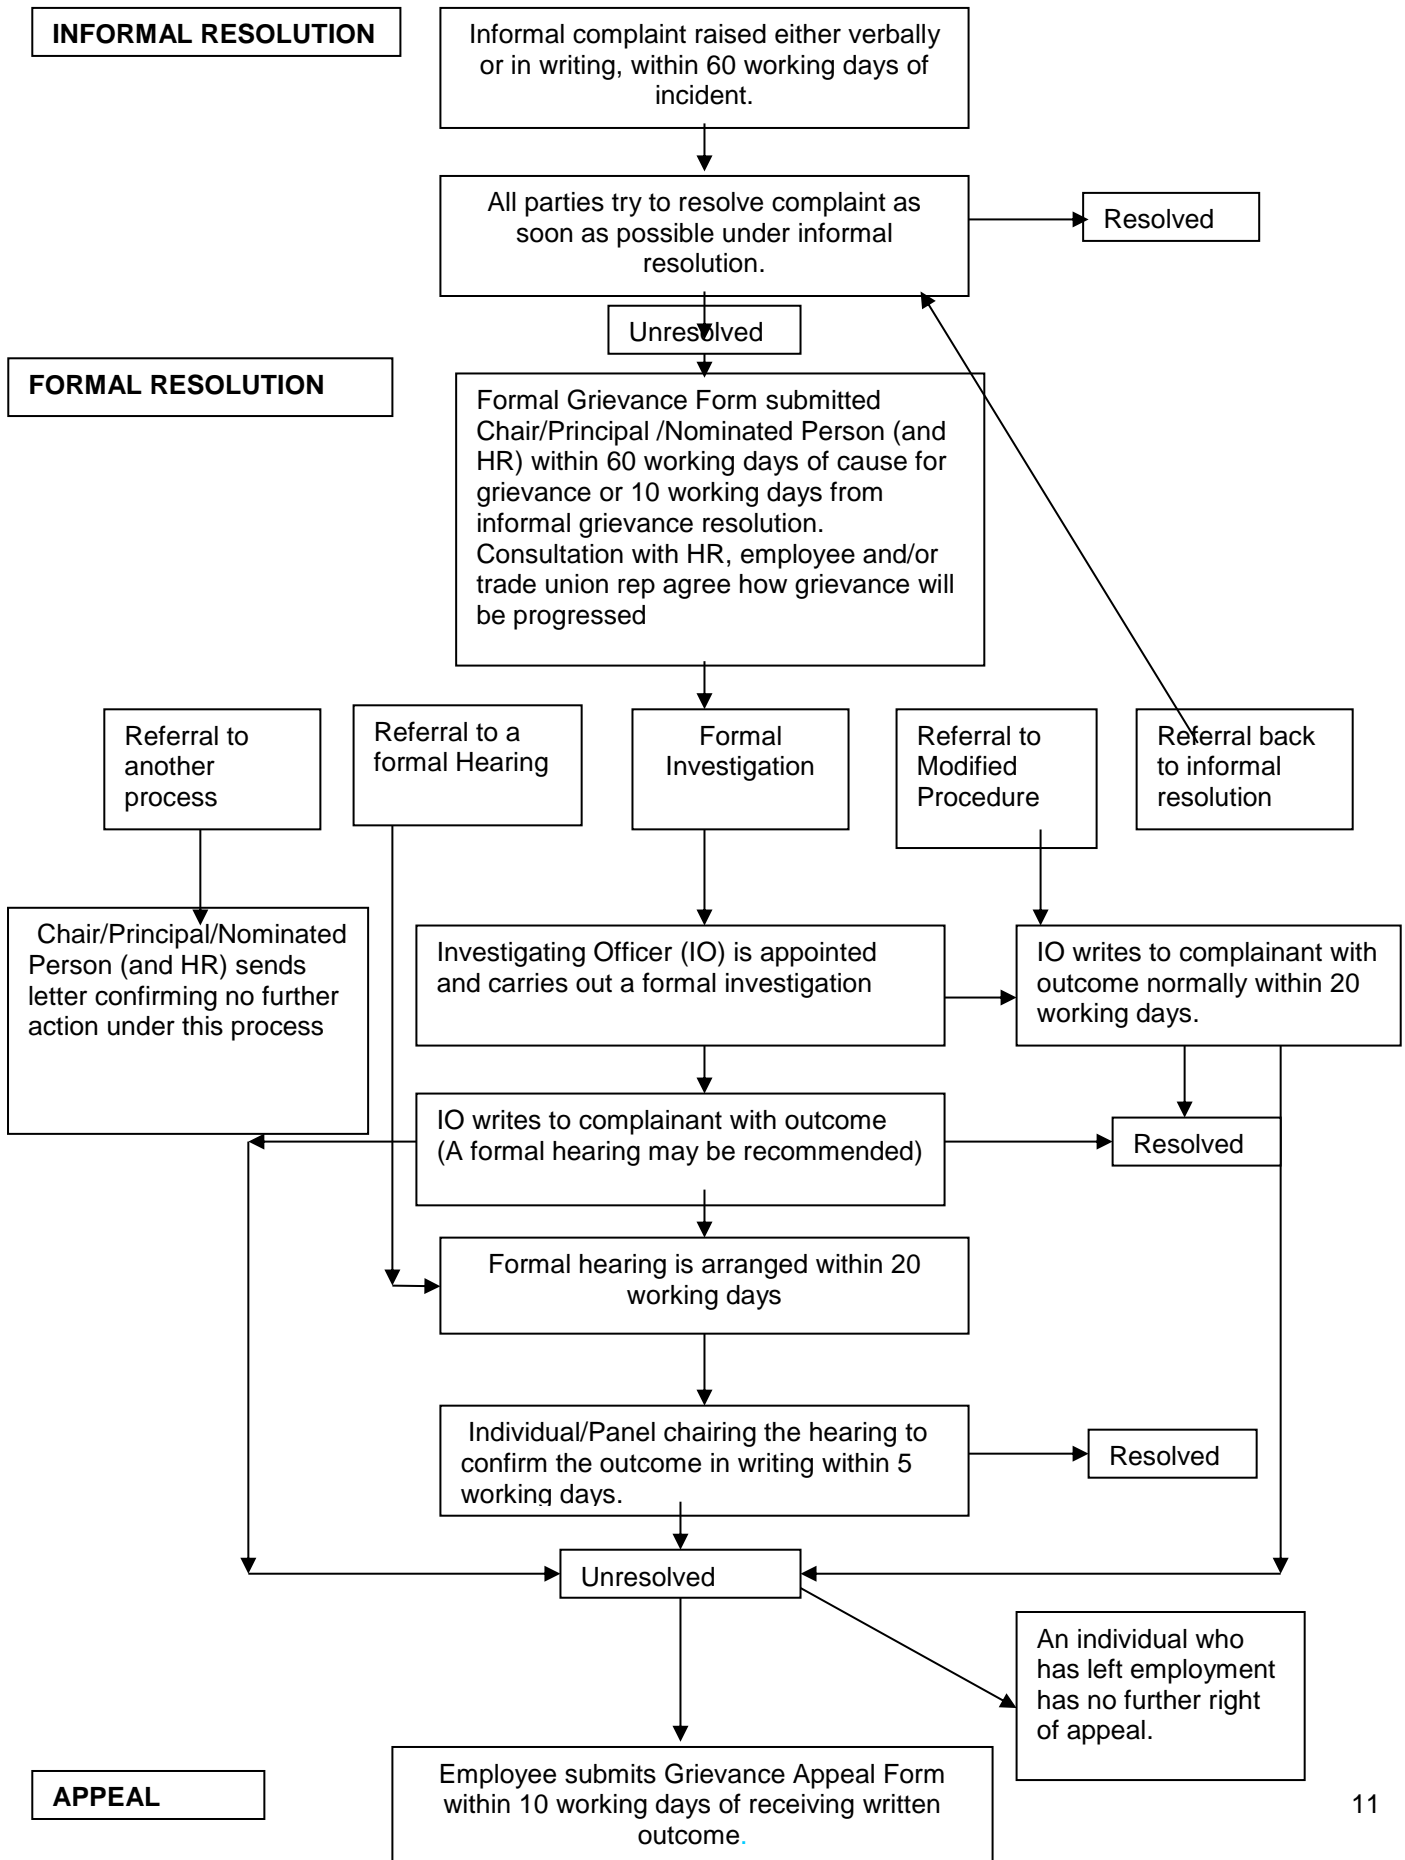 INFORMAL RESOLUTION
Informal complaint raised either verbally
or in writing, within 60 working days of
incident.
All parties try to resolve complaint as
soon as possible under informal
resolution.
Resolved
Unresolved
FORMAL RESOLUTION
Formal Grievance Form submitted
Chair/Principal /Nominated Person (and
HR) within 60 working days of cause for
grievance or 10 working days from
informal grievance resolution.
Consultation with HR, employee and/or
trade union rep agree how grievance will
be progressed
Referral to
another
process
Referral to a
formal Hearing
Formal
Investigation
Referral to
Modified
Procedure
Referral back
to informal
resolution
Chair/Principal/Nominated
Person (and HR) sends
letter confirming no further
action under this process
Investigating Officer (IO) is appointed
and carries out a formal investigation
IO writes to complainant with
outcome normally within 20
working days.
IO writes to complainant with outcome
(A formal hearing may be recommended)
Resolved
Formal hearing is arranged within 20
working days
Individual/Panel chairing the hearing to
confirm the outcome in writing within 5
working days.
Resolved
Unresolved
An individual who
has left employment
has no further right
of appeal.
APPEAL
Employee submits Grievance Appeal Form
within 10 working days of receiving written
outcome.
11